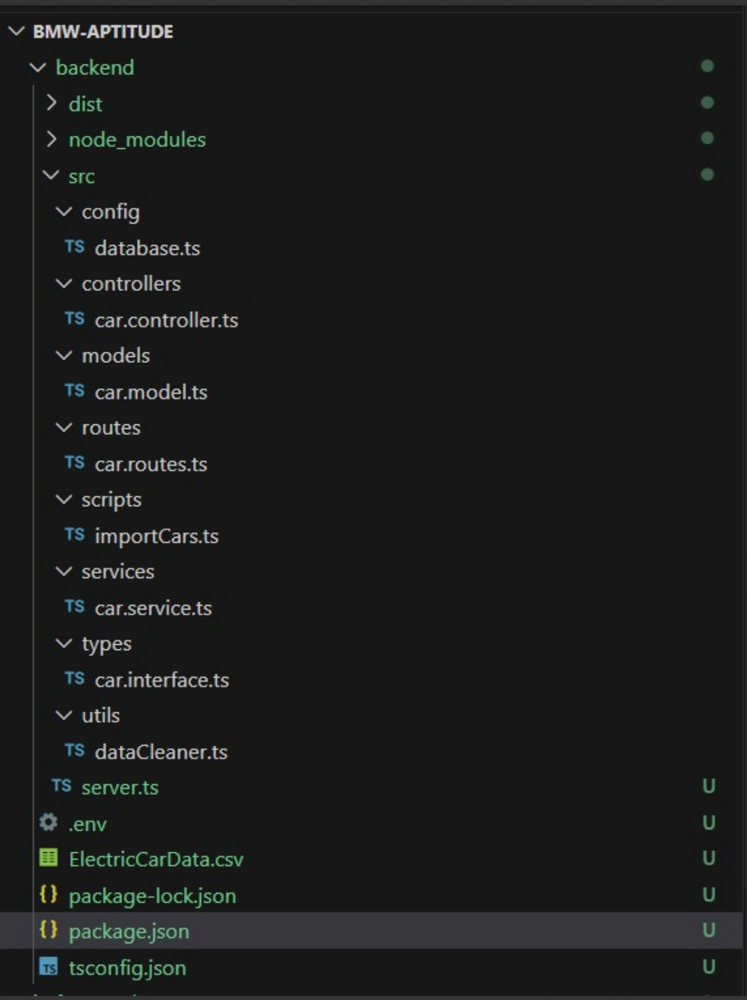 BMW-APTITUDE
backend
dist
node_modules
src
config
TS database.ts
controllers
TS car.controller.ts
models
TS car.model.ts
routes
TS car.routes.ts
scripts
TS importCars.ts
services
TS car.service.ts
types
TS car.interface.ts
utils
TS dataCleaner.ts
TS server.ts U
.env U
ElectricCarData.csv U
{} package-lock.json U
{} package.json U
TS tsconfig.json U